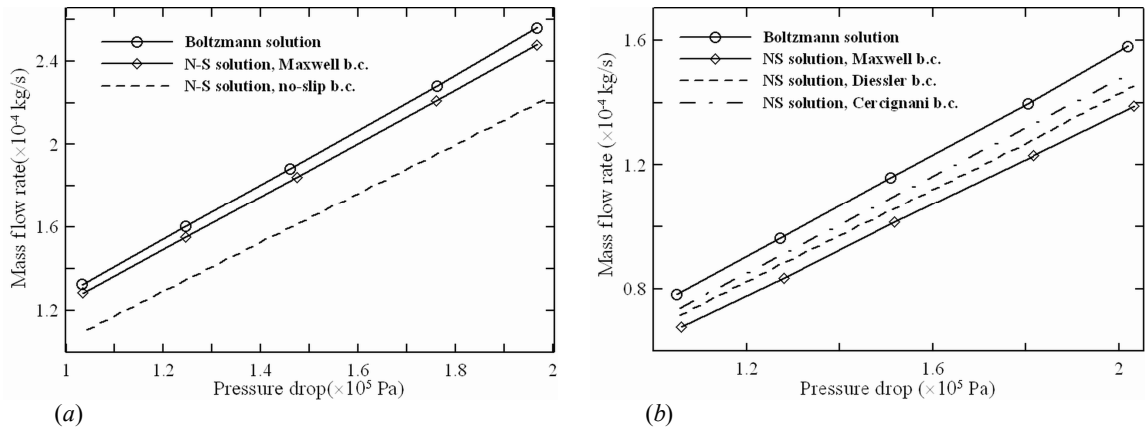 Boltzmann solution
N-S solution, Maxwell b.c.
N-S solution, no-slip b.c.
Mass flow rate(×10⁻⁴ kg/s)
2.4
2
1.6
1.2
1 1.2 1.4 1.6 1.8 2
Pressure drop(×10⁵ Pa)
(a)
Boltzmann solution
NS solution, Maxwell b.c.
NS solution, Diessler b.c.
NS solution, Cercignani b.c.
Mass flow rate (×10⁻⁴ kg/s)
1.6
1.2
0.8
1.2 1.6 2
Pressure drop (×10⁵ Pa)
(b)